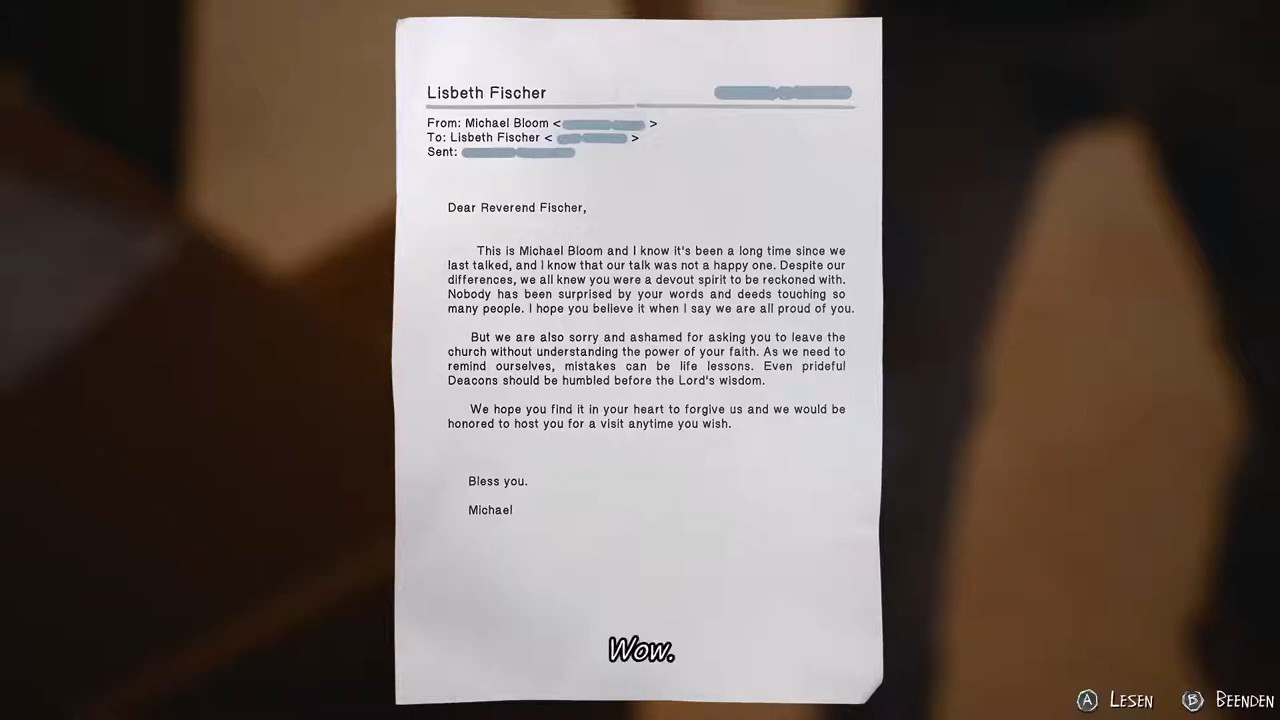 Lisbeth Fischer
From: Michael Bloom < >
To: Lisbeth Fischer < >
Sent:
Dear Reverend Fischer,
This is Michael Bloom and I know it's been a long time since we
last talked, and I know that our talk was not a happy one. Despite our
differences, we all knew you were a devout spirit to be reckoned with.
Nobody has been surprised by your words and deeds touching so
many people. I hope you believe it when I say we are all proud of you.
But we are also sorry and ashamed for asking you to leave the
church without understanding the power of your faith. As we need to
remind ourselves, mistakes can be life lessons. Even prideful
Deacons should be humbled before the Lord's wisdom.
We hope you find it in your heart to forgive us and we would be
honored to host you for a visit anytime you wish.
Bless you.
Michael
Wow.
A LESEN B BEENDEN